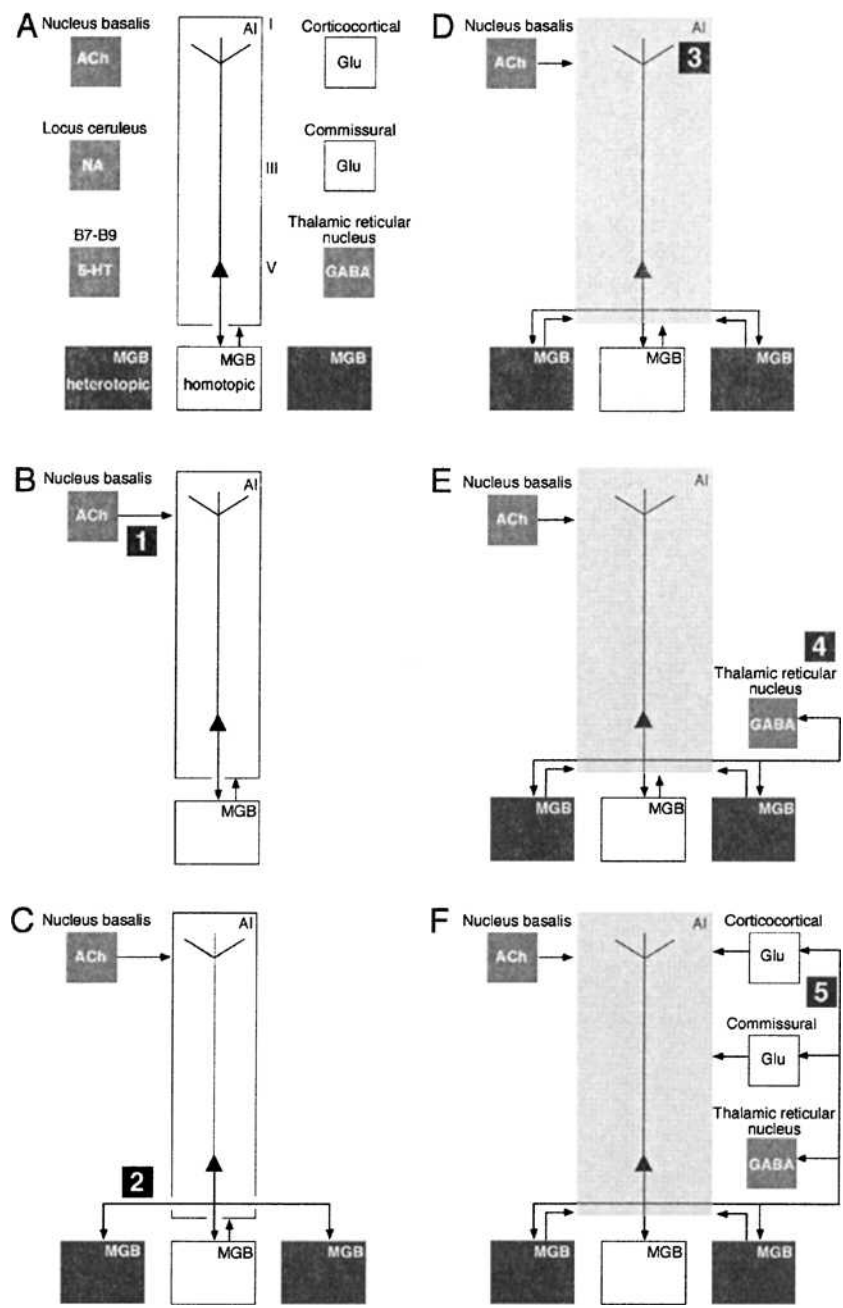 A
Nucleus basalis
ACh
Locus ceruleus
NA
B7-B9
5-HT
AI
I
III
V
Corticocortical
Glu
Commissural
Glu
Thalamic reticular
nucleus
GABA
MGB
heterotopic
MGB
homotopic
MGB
B
Nucleus basalis
ACh
1
AI
MGB
C
Nucleus basalis
ACh
AI
2
MGB
MGB
MGB
D
Nucleus basalis
ACh
AI
3
MGB
MGB
MGB
E
Nucleus basalis
ACh
AI
4
Thalamic reticular
nucleus
GABA
MGB
MGB
MGB
F
Nucleus basalis
ACh
AI
Corticocortical
Glu
5
Commissural
Glu
Thalamic reticular
nucleus
GABA
MGB
MGB
MGB